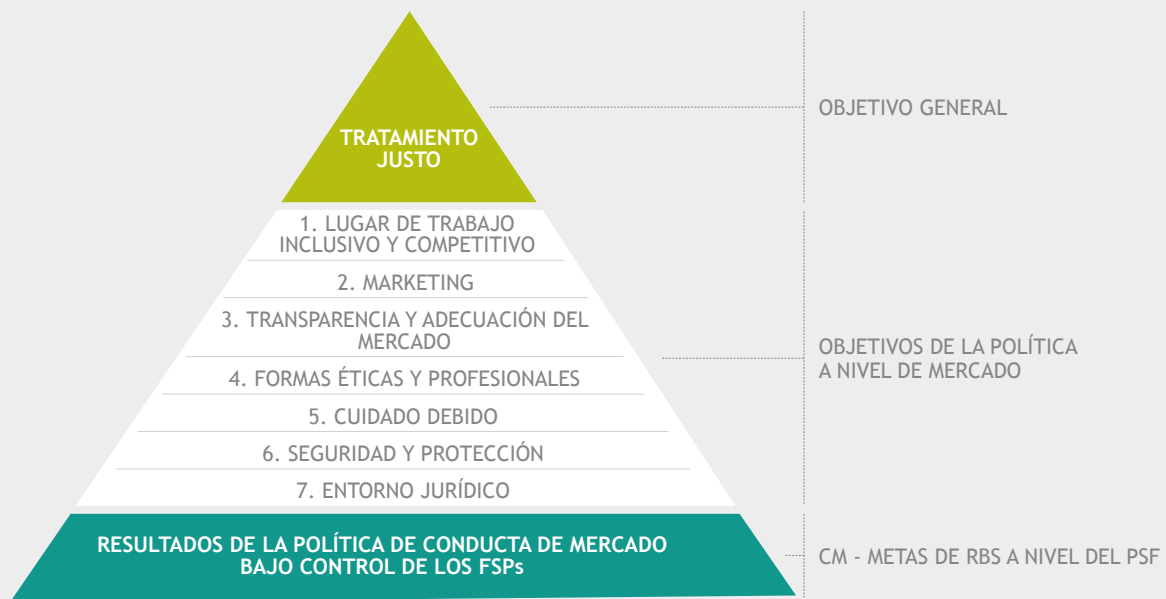 TRATAMIENTO
JUSTO
OBJETIVO GENERAL
1. LUGAR DE TRABAJO
INCLUSIVO Y COMPETITIVO
2. MARKETING
3. TRANSPARENCIA Y ADECUACIÓN DEL
MERCADO
4. FORMAS ÉTICAS Y PROFESIONALES
5. CUIDADO DEBIDO
6. SEGURIDAD Y PROTECCIÓN
7. ENTORNO JURÍDICO
OBJETIVOS DE LA POLÍTICA
A NIVEL DE MERCADO
RESULTADOS DE LA POLÍTICA DE CONDUCTA DE MERCADO
BAJO CONTROL DE LOS FSPs
CM - METAS DE RBS A NIVEL DEL PSF